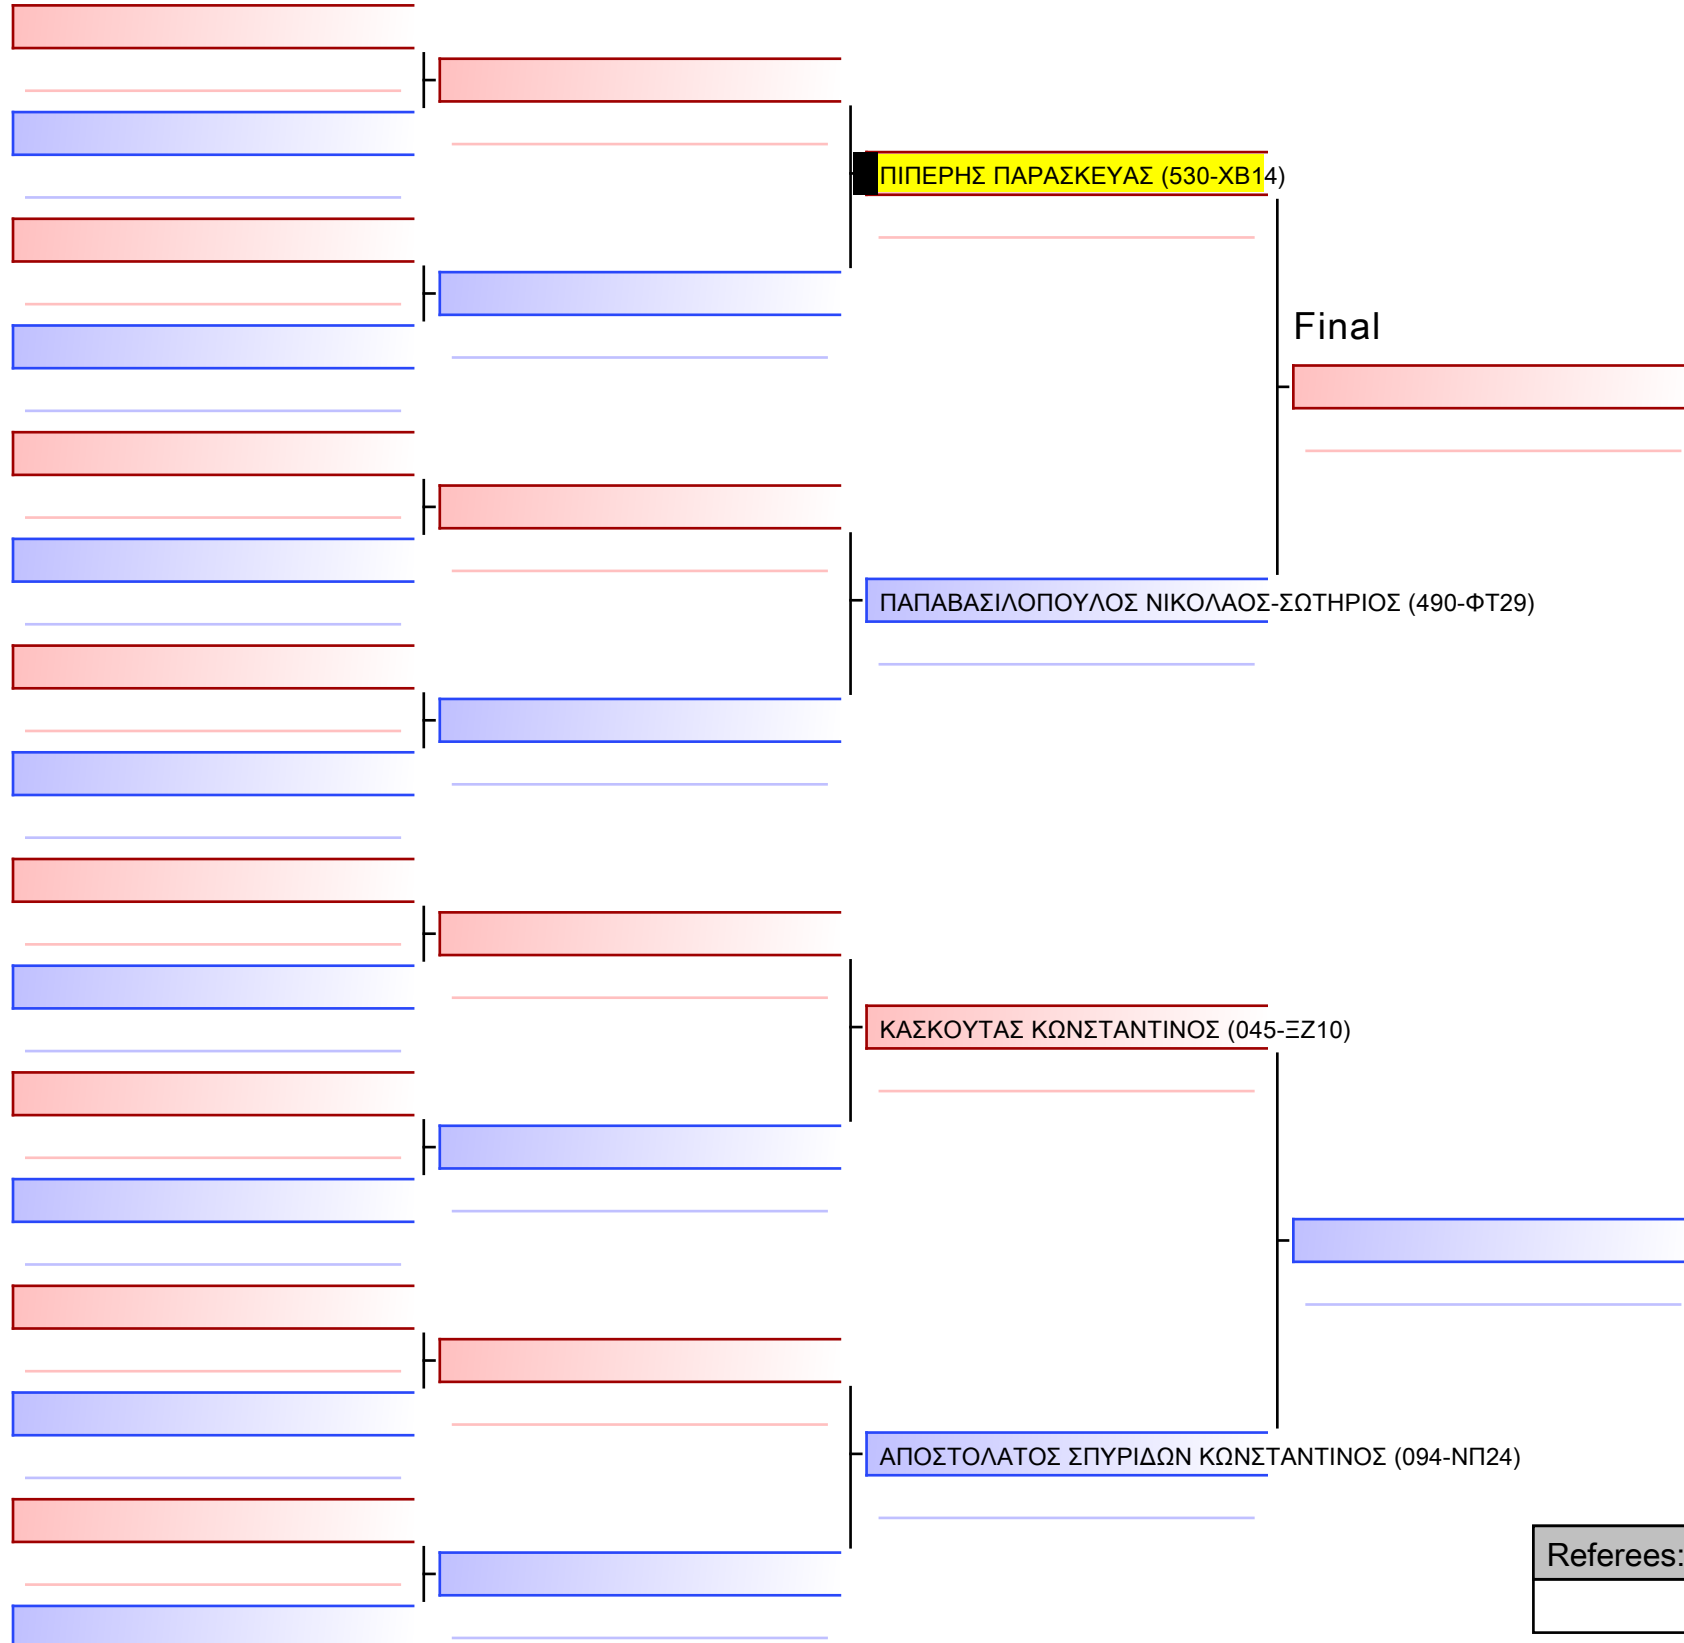 ΠΙΠΕΡΗΣ ΠΑΡΑΣΚΕΥΑΣ (530-ΧΒ14)
Final
ΠΑΠΑΒΑΣΙΛΟΠΟΥΛΟΣ ΝΙΚΟΛΑΟΣ-ΣΩΤΗΡΙΟΣ (490-ΦΤ29)
ΚΑΣΚΟΥΤΑΣ ΚΩΝΣΤΑΝΤΙΝΟΣ (045-ΞΖ10)
ΑΠΟΣΤΟΛΑΤΟΣ ΣΠΥΡΙΔΩΝ ΚΩΝΣΤΑΝΤΙΝΟΣ (094-ΝΠ24)
Referees: